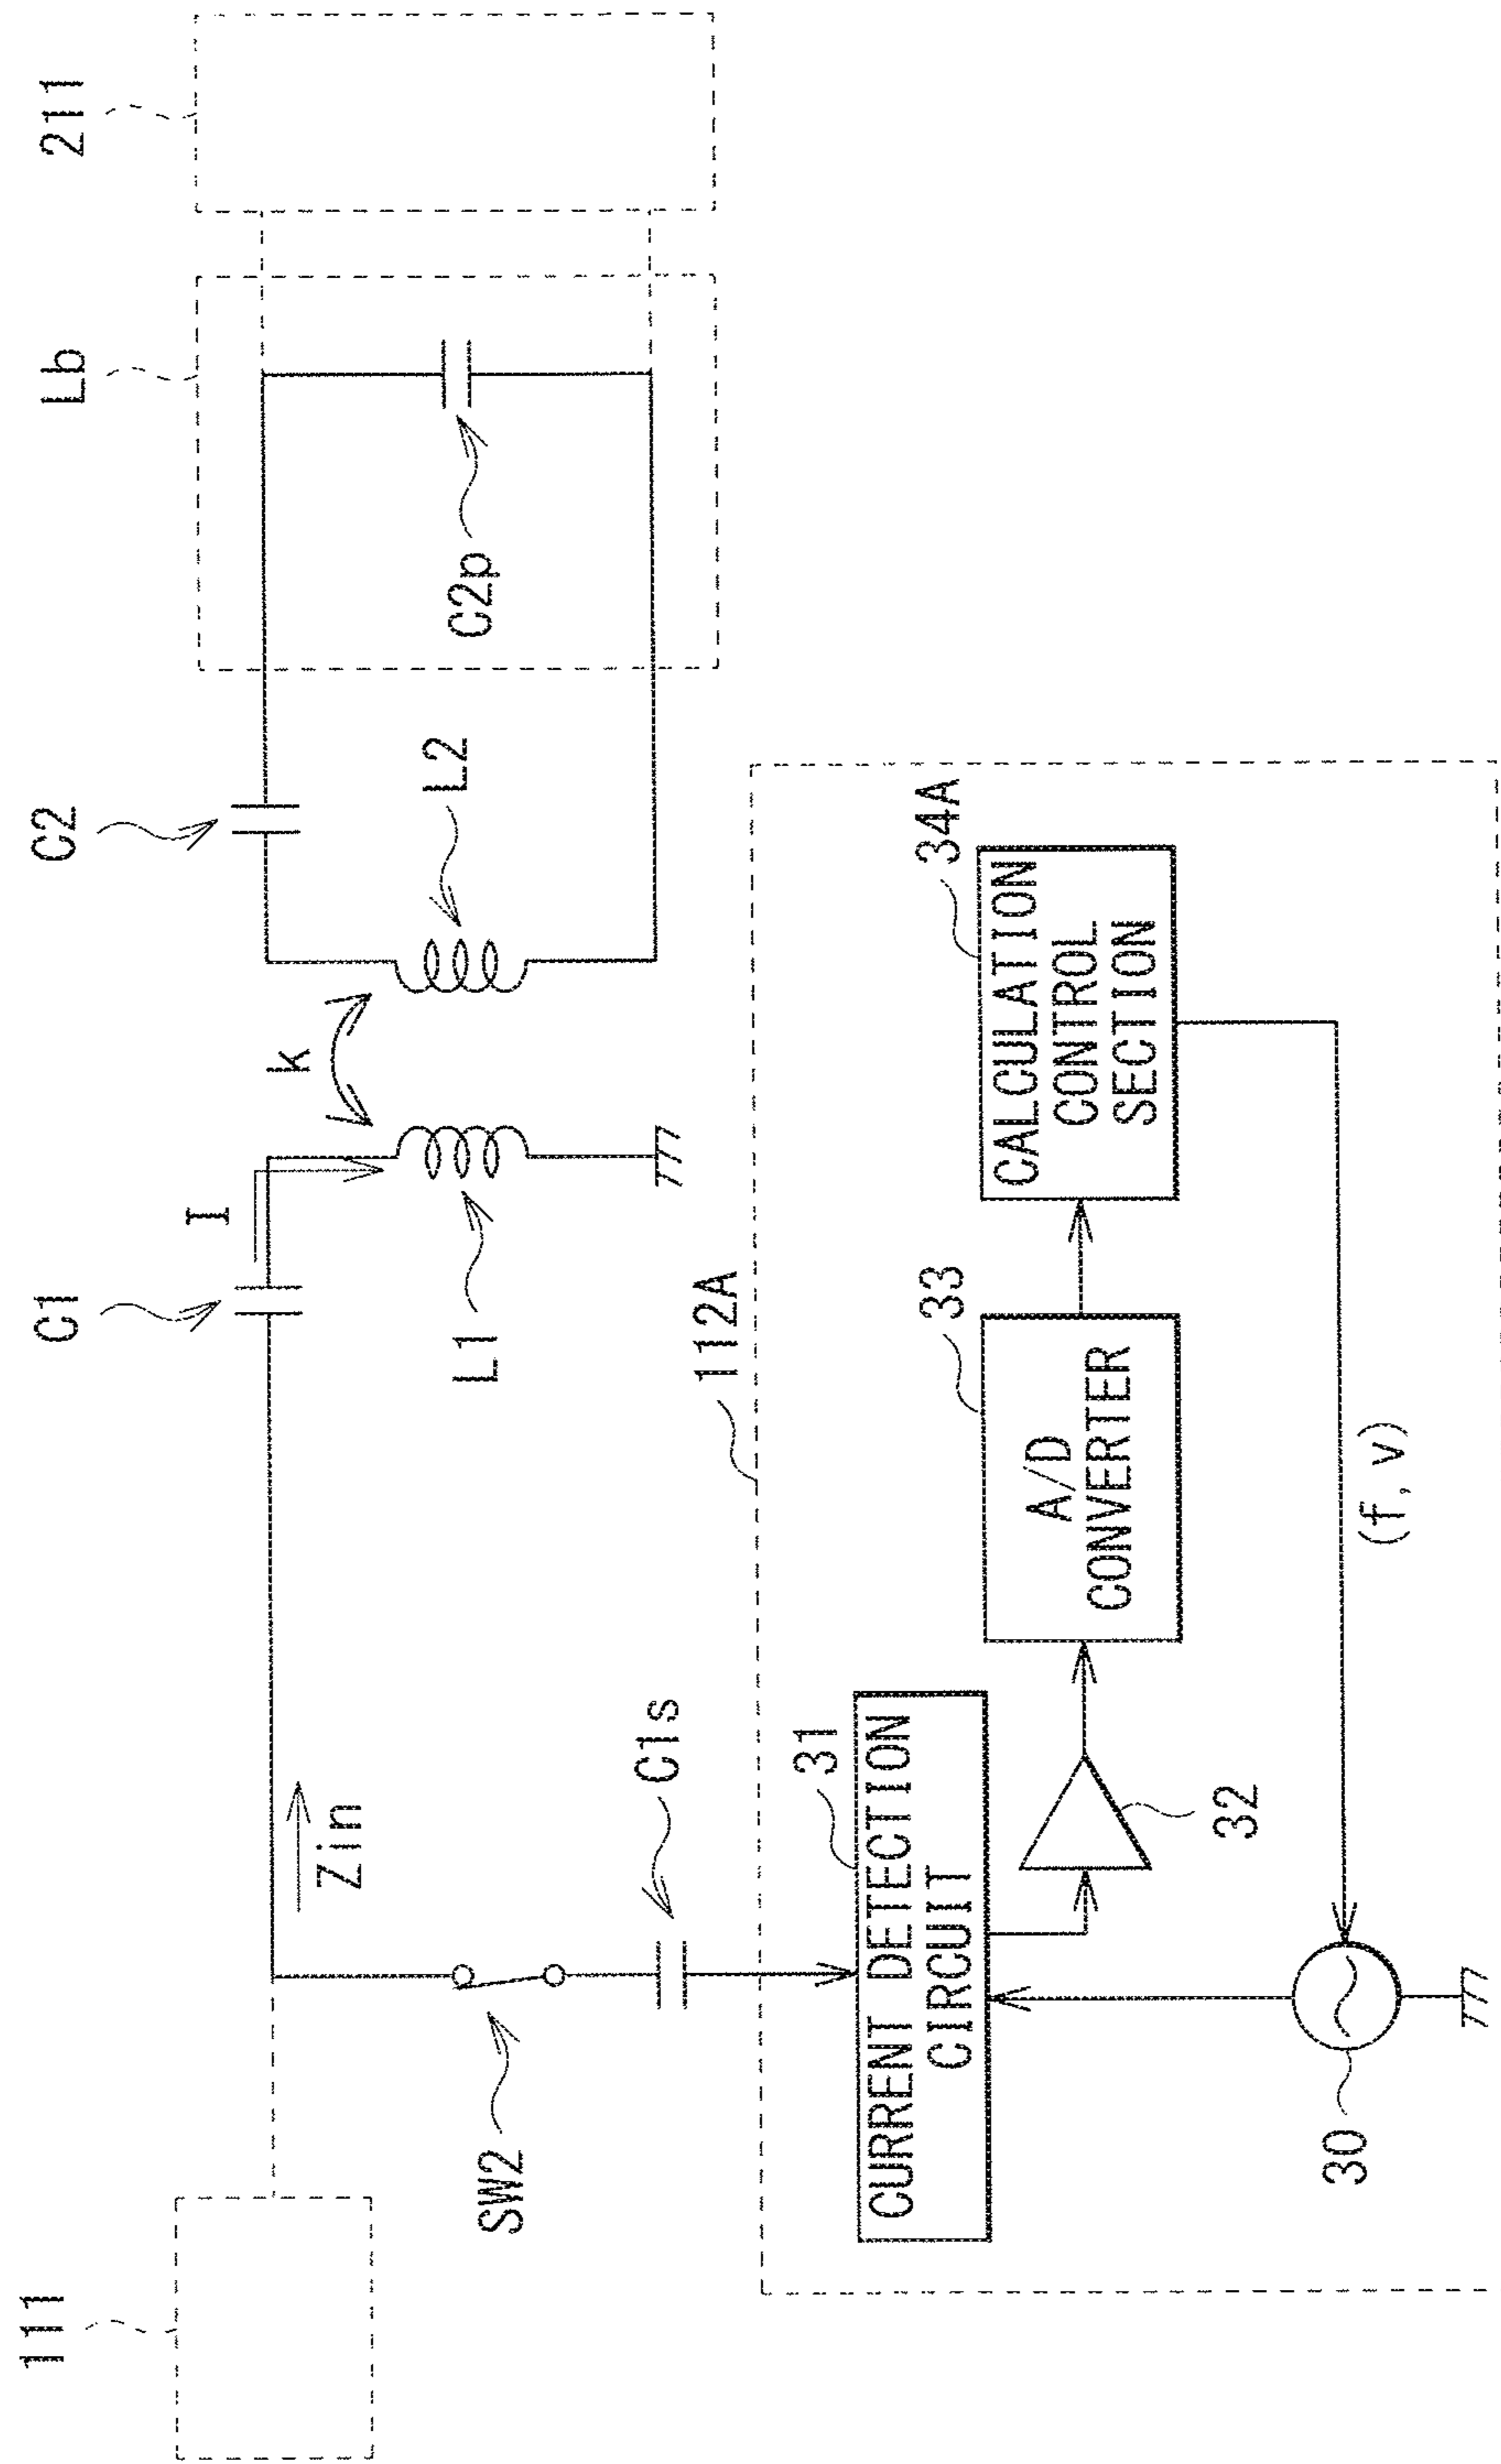 111
C1
C2
Lb
211
I
k
Zin
L1
L2
C2p
SW2
C1s
112A
31
CURRENT DETECTION
CIRCUIT
32
33
A/D
CONVERTER
34A
CALCULATION
CONTROL
SECTION
30
(f, v)